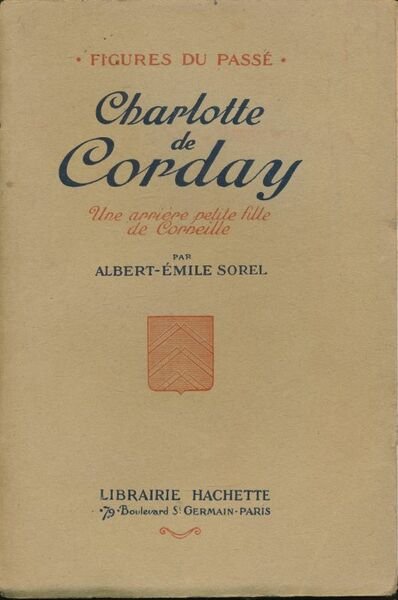 • FIGURES DU PASSÉ •
Charlotte
de
Corday
Une arrière petite fille
de Corneille
PAR
ALBERT-ÉMILE SOREL
LIBRAIRIE HACHETTE
•79•Boulevard St GERMAIN-PARIS